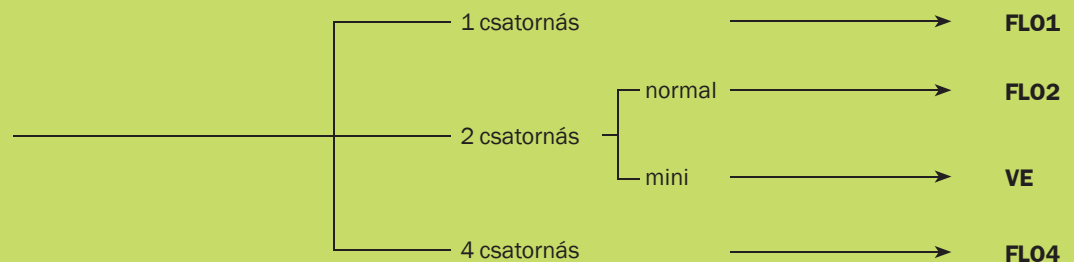 1 csatornás FLO1
normal FLO2
2 csatornás
mini VE
4 csatornás FLO4